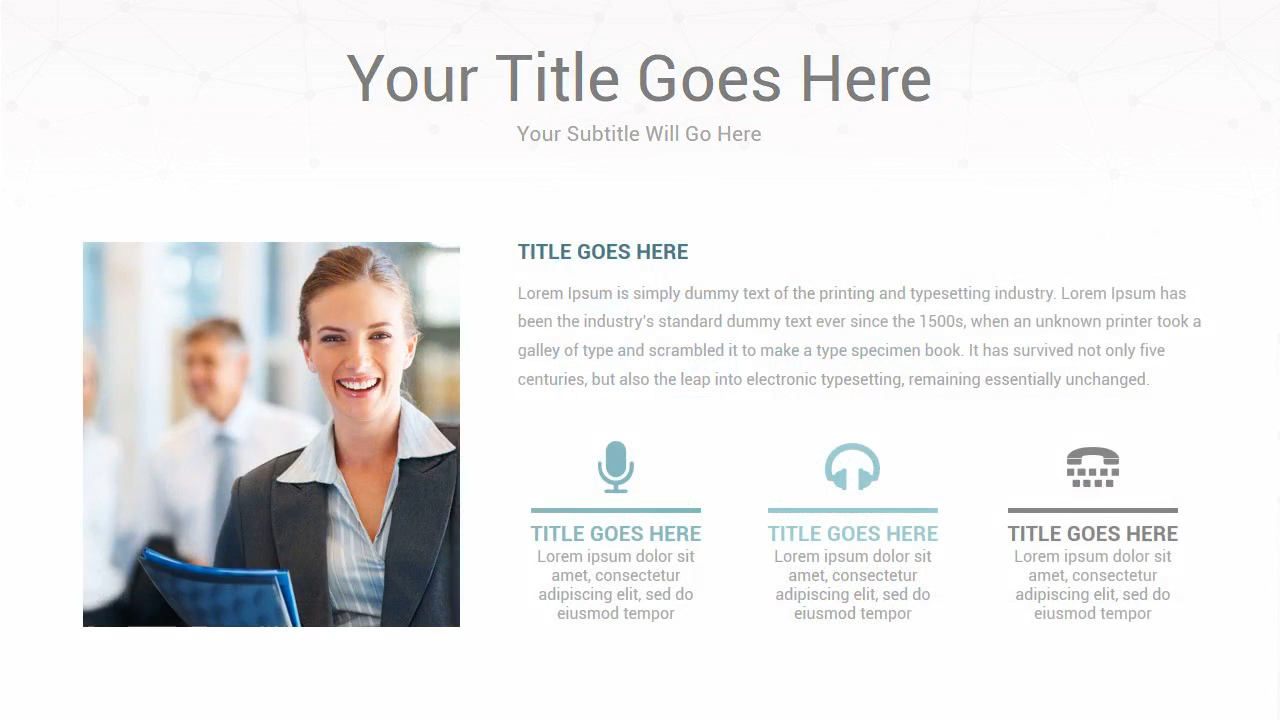 Your Title Goes Here
Your Subtitle Will Go Here
TITLE GOES HERE
Lorem Ipsum is simply dummy text of the printing and typesetting industry. Lorem Ipsum has
been the industry's standard dummy text ever since the 1500s, when an unknown printer took a
galley of type and scrambled it to make a type specimen book. It has survived not only five
centuries, but also the leap into electronic typesetting, remaining essentially unchanged.
TITLE GOES HERE
Lorem ipsum dolor sit
amet, consectetur
adipiscing elit, sed do
eiusmod tempor
TITLE GOES HERE
Lorem ipsum dolor sit
amet, consectetur
adipiscing elit, sed do
eiusmod tempor
TITLE GOES HERE
Lorem ipsum dolor sit
amet, consectetur
adipiscing elit, sed do
eiusmod tempor